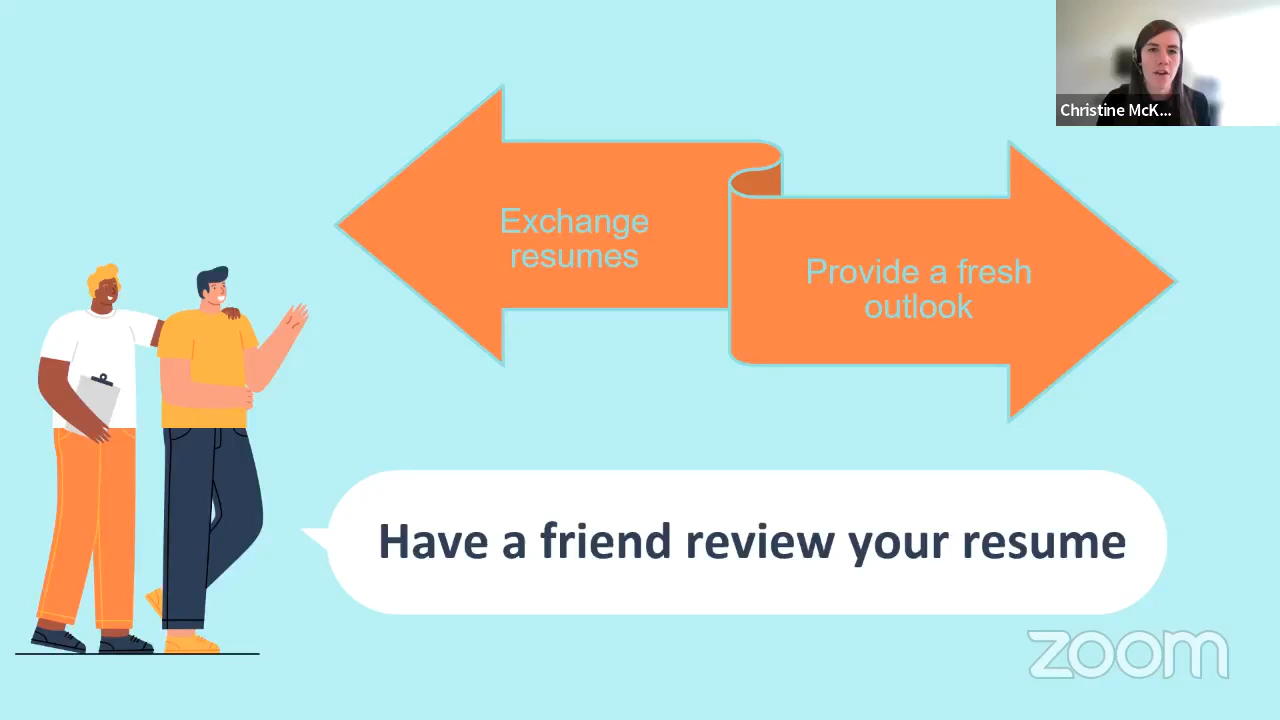 Christine McK...
Exchange
resumes
Provide a fresh
outlook
Have a friend review your resume
zoom